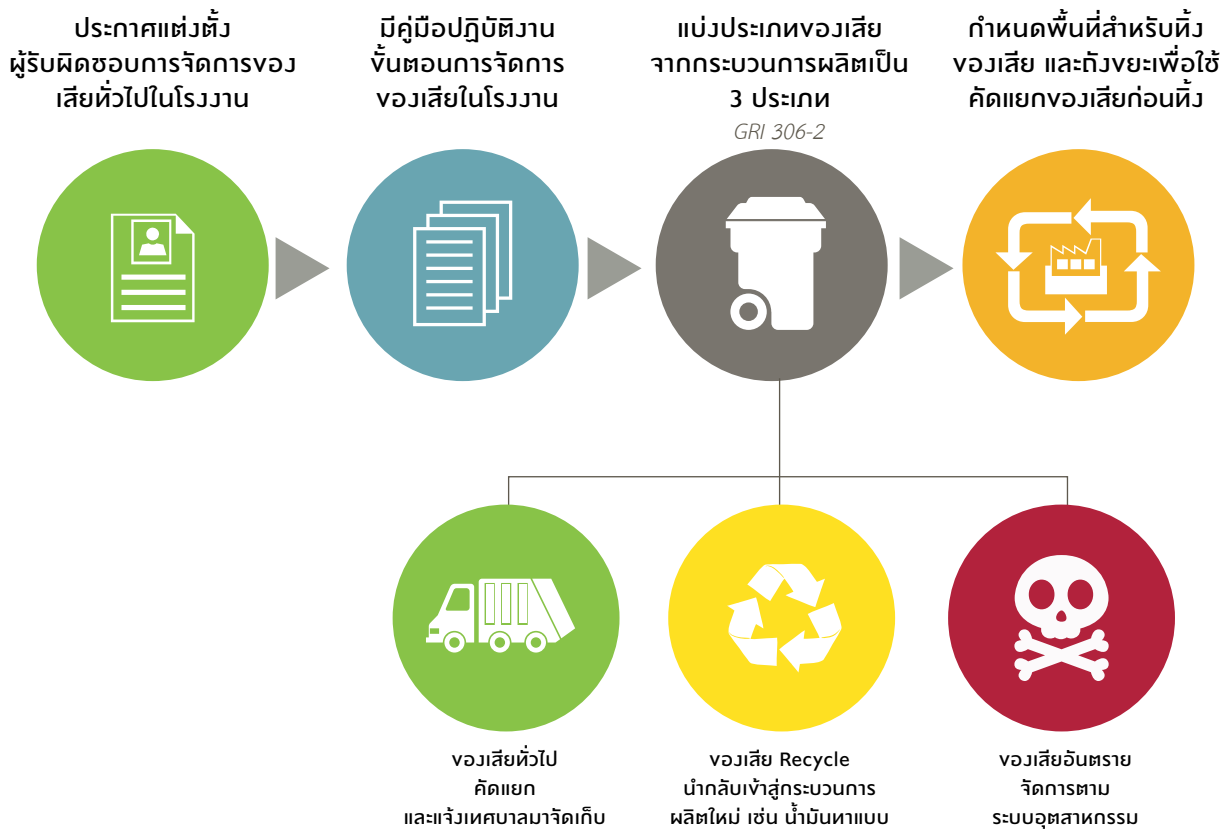 ประกาศแต่งตั้ง
ผู้รับผิดชอบการจัดการของ
เสียทั่วไปในโรงงาน
มีคู่มือปฏิบัติงาน
ขั้นตอนการจัดการ
ของเสียในโรงงาน
แบ่งประเภทของเสีย
จากกระบวนการผลิตเป็น
3 ประเภท
GRI 306-2
กำหนดพื้นที่สำหรับทิ้ง
ของเสีย และถังขยะเพื่อใช้
คัดแยกของเสียก่อนทิ้ง
ของเสียทั่วไป
คัดแยก
และแจ้งเทศบาลมาจัดเก็บ
ของเสีย Recycle
นำกลับเข้าสู่กระบวนการ
ผลิตใหม่ เช่น น้ำมันทาแบบ
ของเสียอันตราย
จัดการตาม
ระบบอุตสาหกรรม